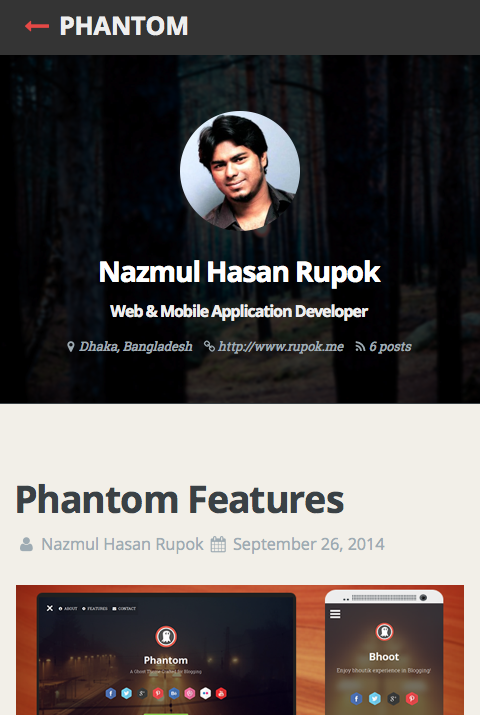 PHANTOM
Nazmul Hasan Rupok
Web & Mobile Application Developer
Dhaka, Bangladesh http://www.rupok.me 6 posts
Phantom Features
Nazmul Hasan Rupok September 26, 2014
ABOUT FEATURES CONTACT
Phantom
A Ghost Theme Crafted for Blogging
Bhoot
Enjoy bhoutik experience in Blogging!